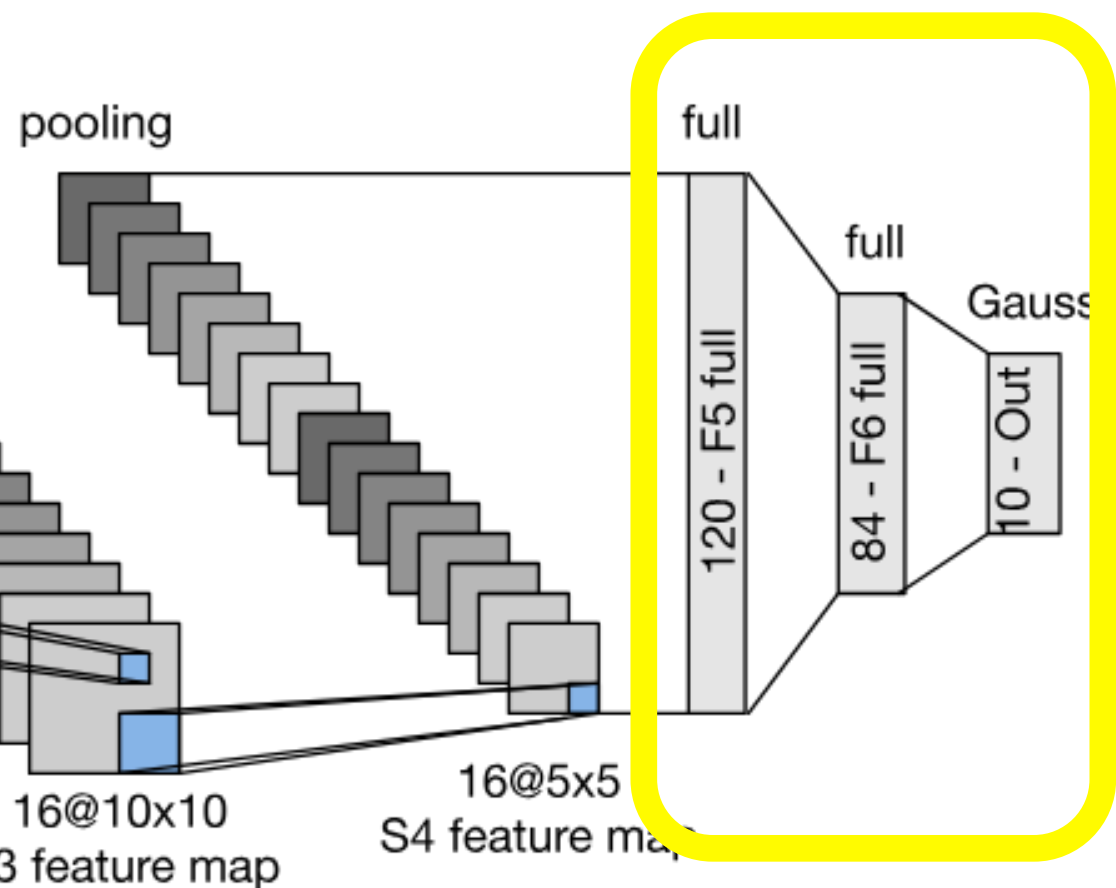 pooling
full
full
Gauss
120 - F5 full
84 - F6 full
10 - Out
16@5x5
S4 feature map
16@10x10
3 feature map